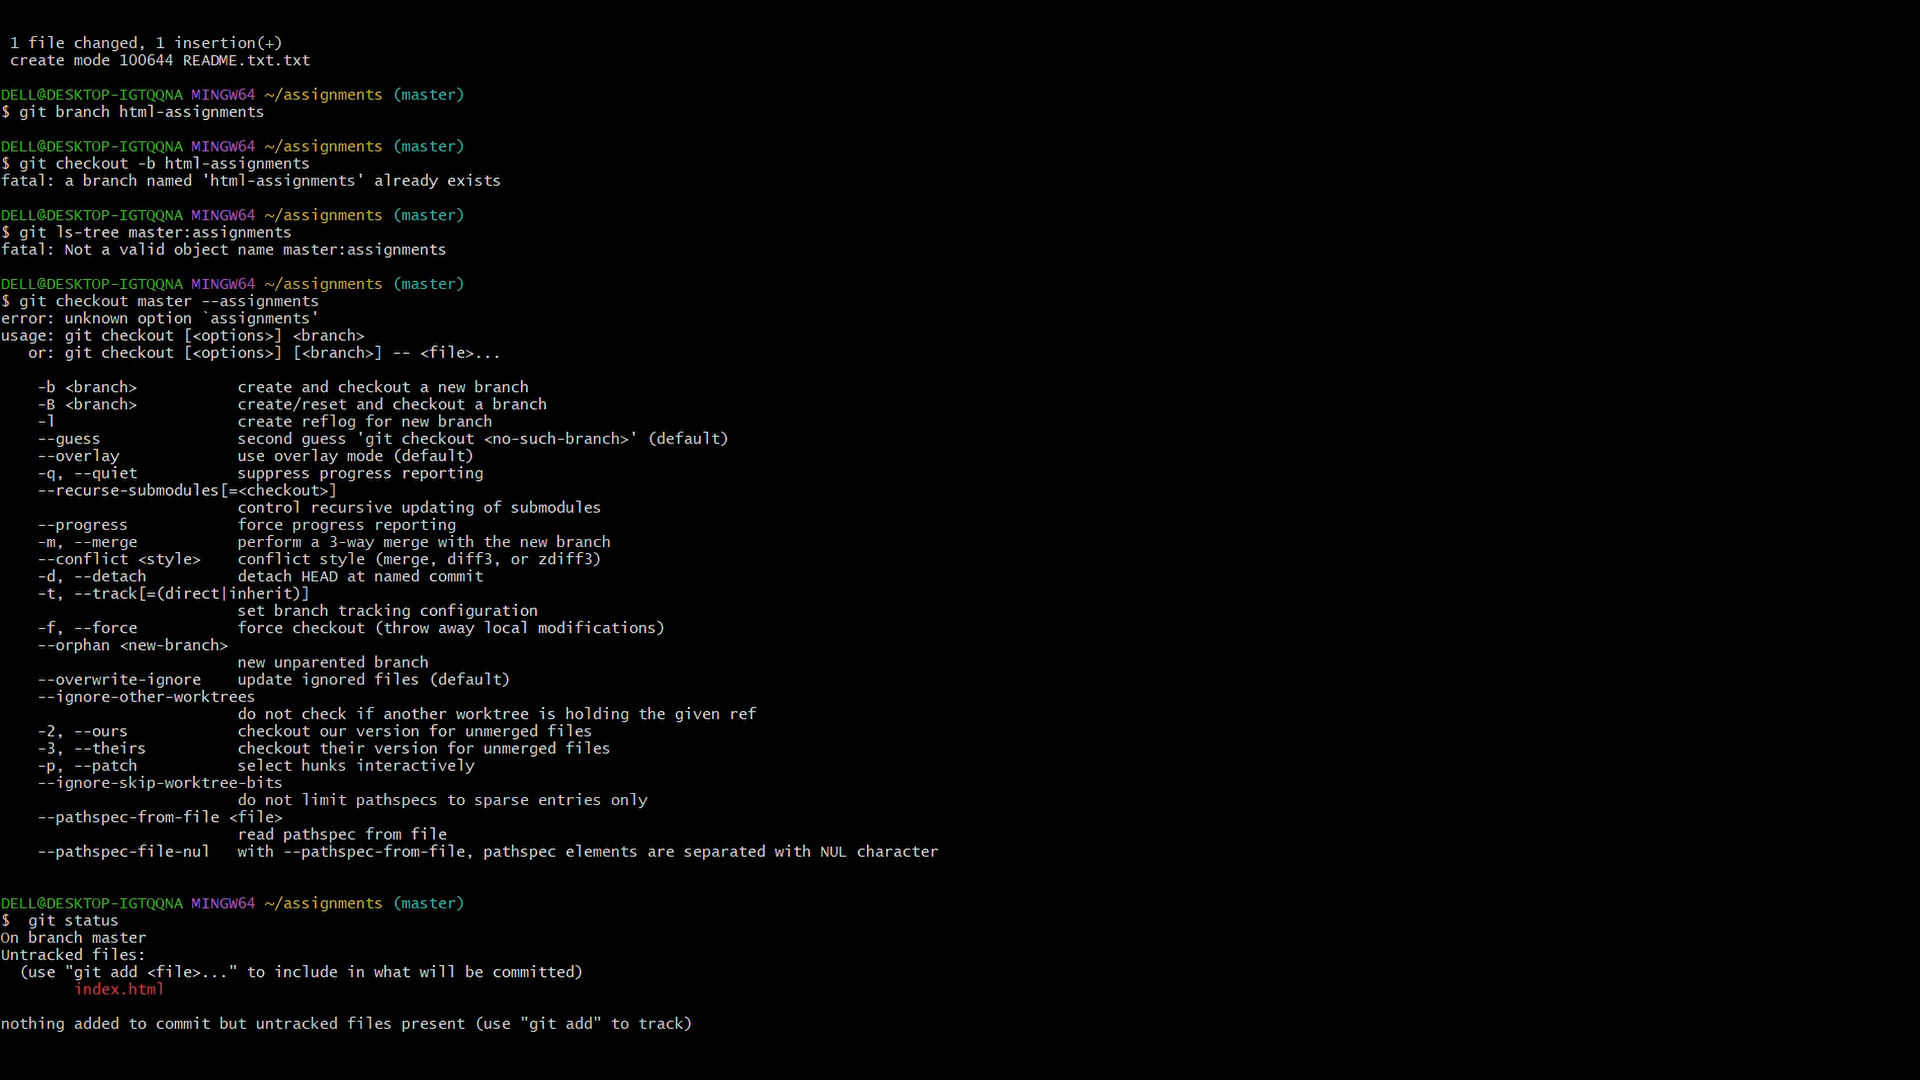 1 file changed, 1 insertion(+)
create mode 100644 README.txt.txt
DELL@DESKTOP-IGTQQNA MINGW64 ~/assignments (master)
$ git branch html-assignments
DELL@DESKTOP-IGTQQNA MINGW64 ~/assignments (master)
$ git checkout -b html-assignments
fatal: a branch named 'html-assignments' already exists
DELL@DESKTOP-IGTQQNA MINGW64 ~/assignments (master)
$ git ls-tree master:assignments
fatal: Not a valid object name master:assignments
DELL@DESKTOP-IGTQQNA MINGW64 ~/assignments (master)
$ git checkout master --assignments
error: unknown option `assignments'
usage: git checkout [<options>] <branch>
   or: git checkout [<options>] [<branch>] -- <file>...
    -b <branch>           create and checkout a new branch
    -B <branch>           create/reset and checkout a branch
    -l                    create reflog for new branch
    --guess               second guess 'git checkout <no-such-branch>' (default)
    --overlay             use overlay mode (default)
    -q, --quiet           suppress progress reporting
    --recurse-submodules[=<checkout>]
                          control recursive updating of submodules
    --progress            force progress reporting
    -m, --merge           perform a 3-way merge with the new branch
    --conflict <style>    conflict style (merge, diff3, or zdiff3)
    -d, --detach          detach HEAD at named commit
    -t, --track[=(direct|inherit)]
                          set branch tracking configuration
    -f, --force           force checkout (throw away local modifications)
    --orphan <new-branch>
                          new unparented branch
    --overwrite-ignore    update ignored files (default)
    --ignore-other-worktrees
                          do not check if another worktree is holding the given ref
    -2, --ours            checkout our version for unmerged files
    -3, --theirs          checkout their version for unmerged files
    -p, --patch           select hunks interactively
    --ignore-skip-worktree-bits
                          do not limit pathspecs to sparse entries only
    --pathspec-from-file <file>
                          read pathspec from file
    --pathspec-file-nul   with --pathspec-from-file, pathspec elements are separated with NUL character
DELL@DESKTOP-IGTQQNA MINGW64 ~/assignments (master)
$  git status
On branch master
Untracked files:
  (use "git add <file>..." to include in what will be committed)
        index.html
nothing added to commit but untracked files present (use "git add" to track)